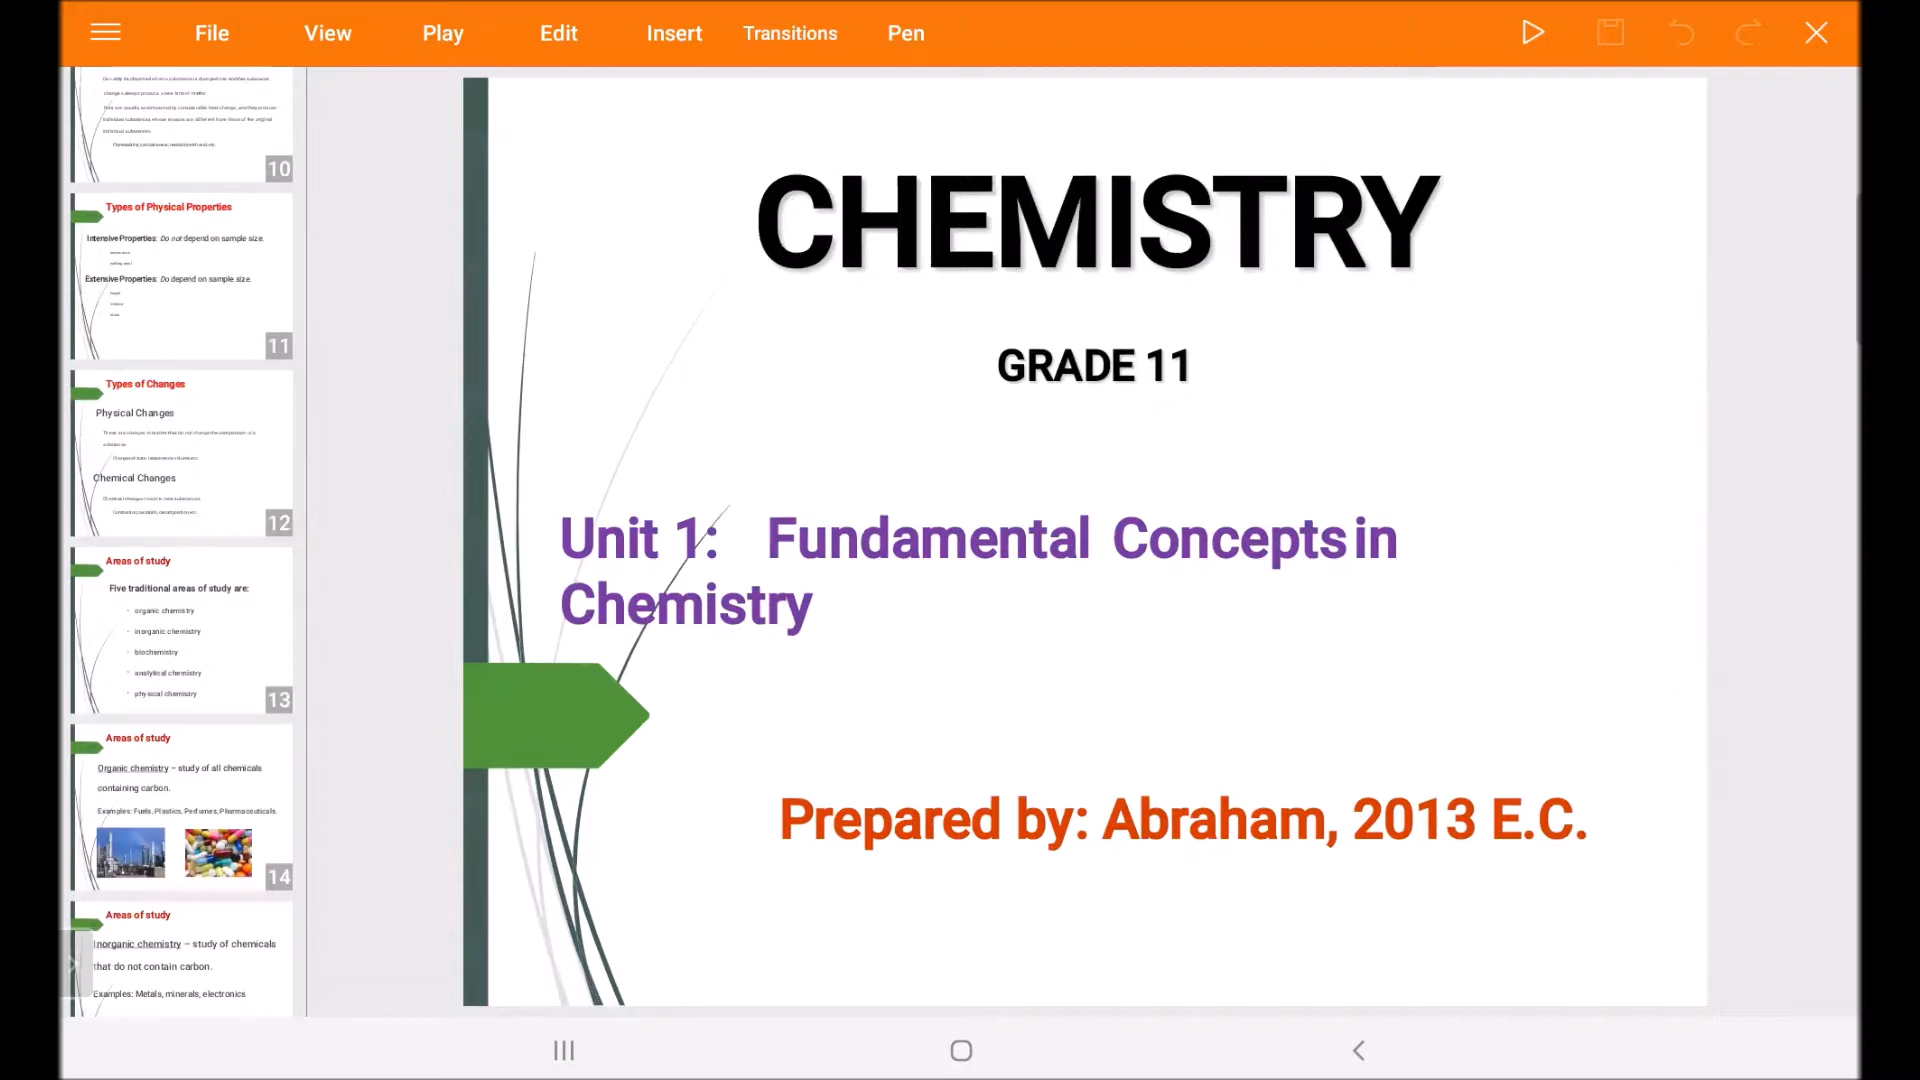 File View Play Edit Insert Transitions Pen
individual substances
10
Types of Physical Properties
Intensive Properties: Do not depend on sample size.
Extensive Properties: Do depend on sample size.
11
Types of Changes
Physical Changes
Chemical Changes
12
Areas of study
Five traditional areas of study are:
organic chemistry
inorganic chemistry
biochemistry
analytical chemistry
physical chemistry
13
Areas of study
Organic chemistry – study of all chemicals
containing carbon.
Examples: Fuels, Plastics, Perfumes, Pharmaceuticals.
14
Areas of study
Inorganic chemistry – study of chemicals
that do not contain carbon.
Examples: Metals, minerals, electronics
CHEMISTRY
GRADE 11
Unit 1: Fundamental Concepts in
Chemistry
Prepared by: Abraham, 2013 E.C.